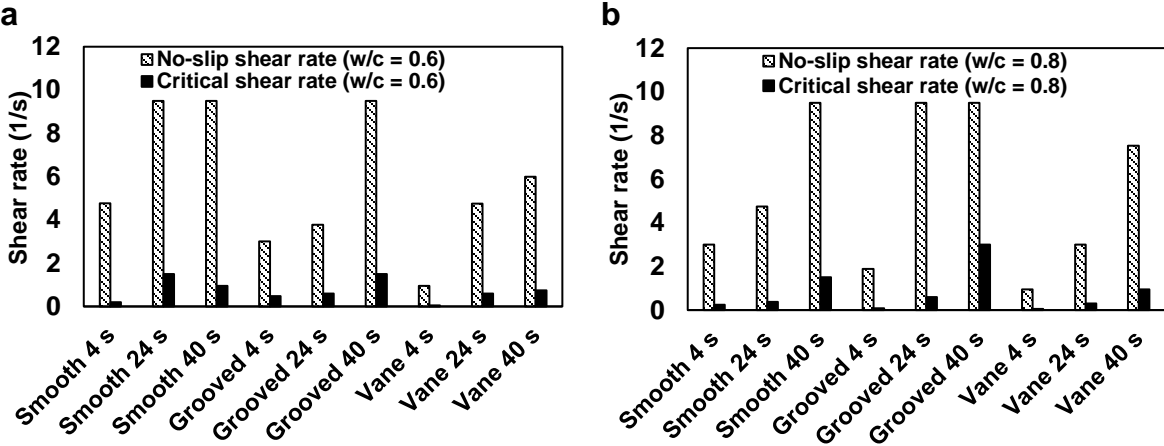 a
12
10
8
6
4
2
0
Shear rate (1/s)
No-slip shear rate (w/c = 0.6)
Critical shear rate (w/c = 0.6)
Smooth 4 s
Smooth 24 s
Smooth 40 s
Grooved 4 s
Grooved 24 s
Grooved 40 s
Vane 4 s
Vane 24 s
Vane 40 s
b
12
10
8
6
4
2
0
Shear rate (1/s)
No-slip shear rate (w/c = 0.8)
Critical shear rate (w/c = 0.8)
Smooth 4 s
Smooth 24 s
Smooth 40 s
Grooved 4 s
Grooved 24 s
Grooved 40 s
Vane 4 s
Vane 24 s
Vane 40 s